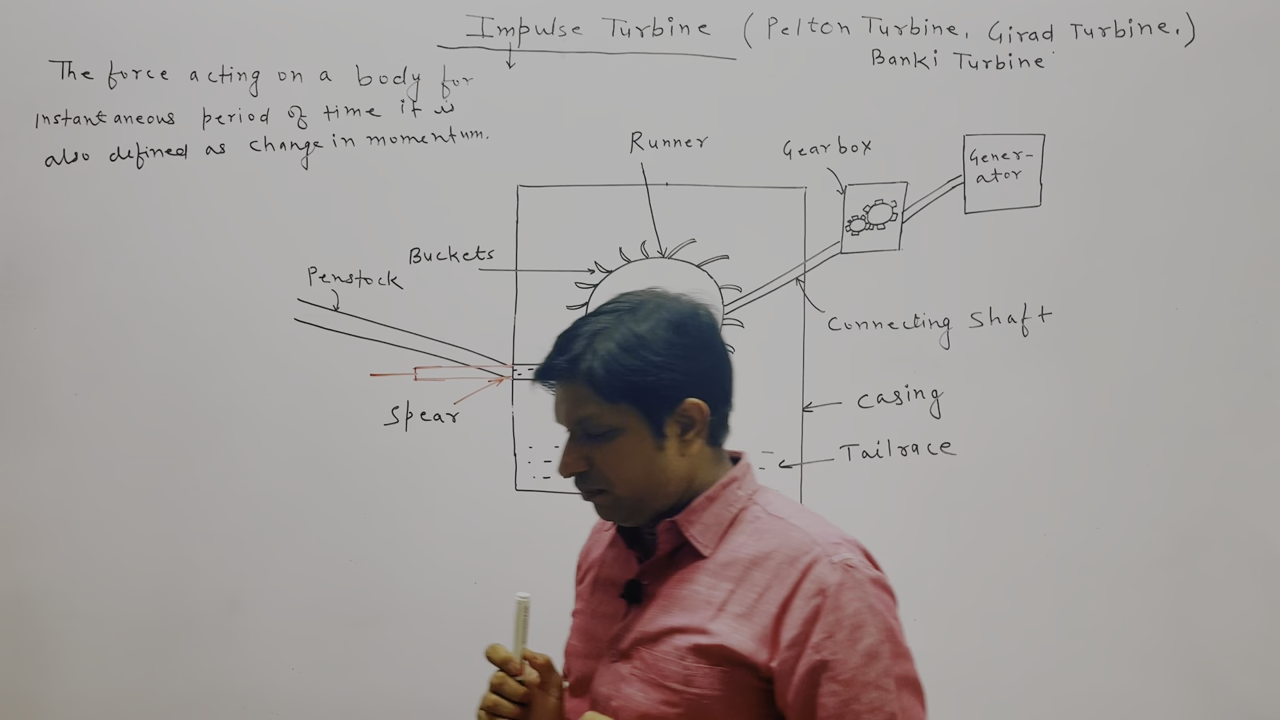 Impulse Turbine (Pelton Turbine, Girad Turbine,)
Banki Turbine
The force acting on a body for
instantaneous period of time it is
also defined as change in momentum.
Runner
Gearbox
Gener-
ator
Buckets
Penstock
Connecting Shaft
Spear
Casing
Tailrace